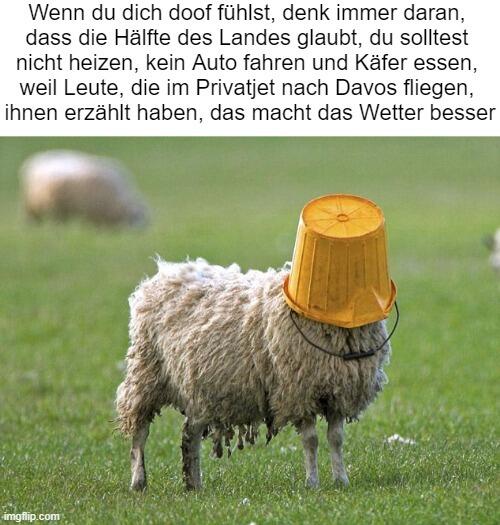 Wenn du dich doof fühlst, denk immer daran,
dass die Hälfte des Landes glaubt, du solltest
nicht heizen, kein Auto fahren und Käfer essen,
weil Leute, die im Privatjet nach Davos fliegen,
ihnen erzählt haben, das macht das Wetter besser
imgflip.com